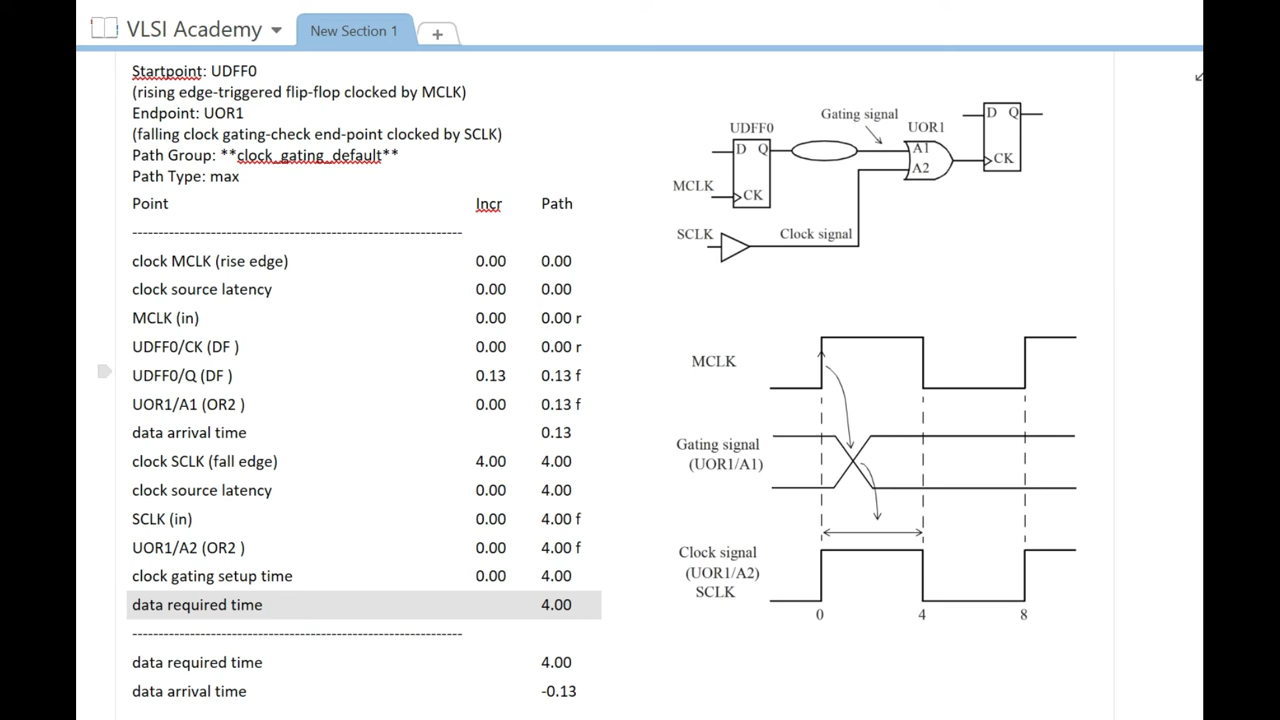 VLSI Academy
New Section 1
+
Startpoint: UDFF0
(rising edge-triggered flip-flop clocked by MCLK)
Endpoint: UOR1
(falling clock gating-check end-point clocked by SCLK)
Path Group: **clock_gating_default**
Path Type: max
Point Incr Path
---------------------------------------------------------------
clock MCLK (rise edge) 0.00 0.00
clock source latency 0.00 0.00
MCLK (in) 0.00 0.00 r
UDFF0/CK (DF ) 0.00 0.00 r
UDFF0/Q (DF ) 0.13 0.13 f
UOR1/A1 (OR2 ) 0.00 0.13 f
data arrival time 0.13
clock SCLK (fall edge) 4.00 4.00
clock source latency 0.00 4.00
SCLK (in) 0.00 4.00 f
UOR1/A2 (OR2 ) 0.00 4.00 f
clock gating setup time 0.00 4.00
data required time 4.00
---------------------------------------------------------------
data required time 4.00
data arrival time -0.13
Gating signal
UDFF0
UOR1
D Q
D Q
A1
A2
CK
MCLK
CK
SCLK
Clock signal
MCLK
Gating signal
(UOR1/A1)
Clock signal
(UOR1/A2)
SCLK
0 4 8